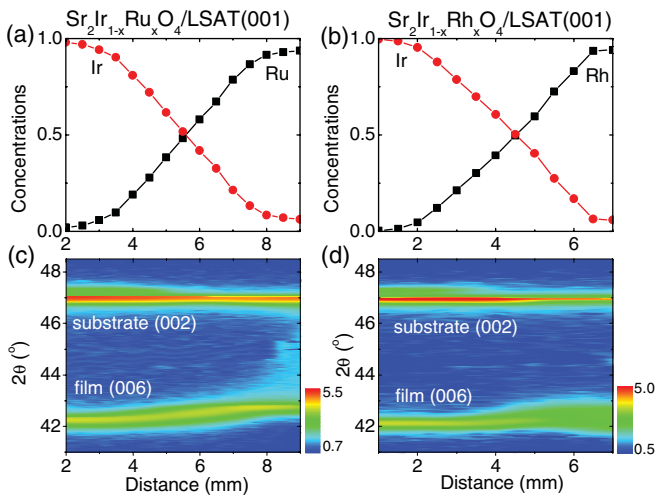 Sr₂Ir₁₋ₓRuₓO₄/LSAT(001)
Sr₂Ir₁₋ₓRhₓO₄/LSAT(001)
(a)
(b)
Ir
Ru
Ir
Rh
1.0
0.5
0.0
Concentrations
1.0
0.5
0.0
Concentrations
2 4 6 8
2 4 6
(c)
(d)
48
46
44
42
2θ (°)
48
46
44
42
2θ (°)
substrate (002)
substrate (002)
film (006)
film (006)
5.5
0.7
5.0
0.5
2 4 6 8
2 4 6
Distance (mm)
Distance (mm)